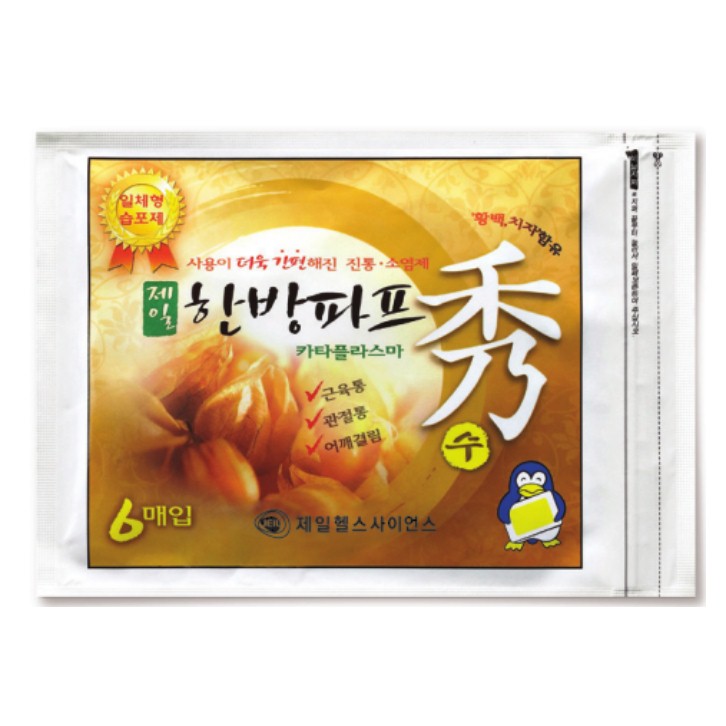 일체형
습포제
'황백, 치자'함유
사용이 더욱 간편해진 진통·소염제
제일
한방파프
秀
카타플라스마
근육통
관절통
어깨결림
수
6매입
제일헬스사이언스